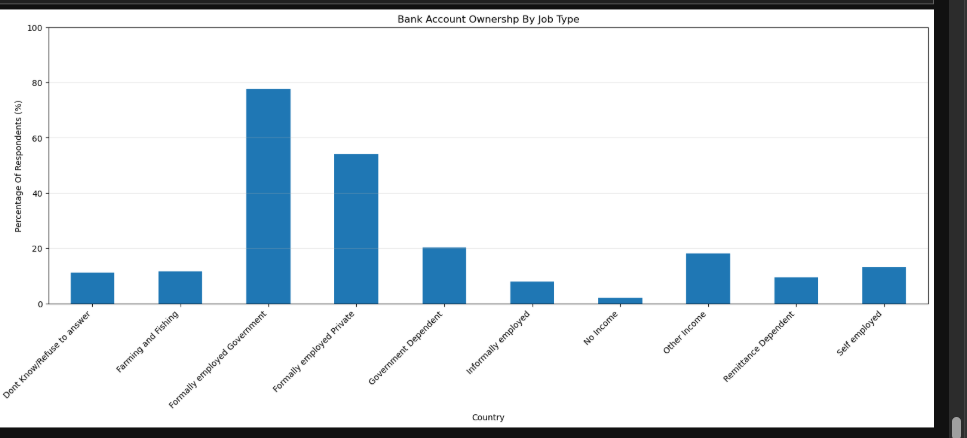 Bank Account Ownershp By Job Type
Percentage Of Respondents (%)
100
80
60
40
20
0
Dont Know/Refuse to answer
Farming and Fishing
Formally employed Government
Formally employed Private
Government Dependent
Informally employed
No Income
Other Income
Remittance Dependent
Self employed
Country